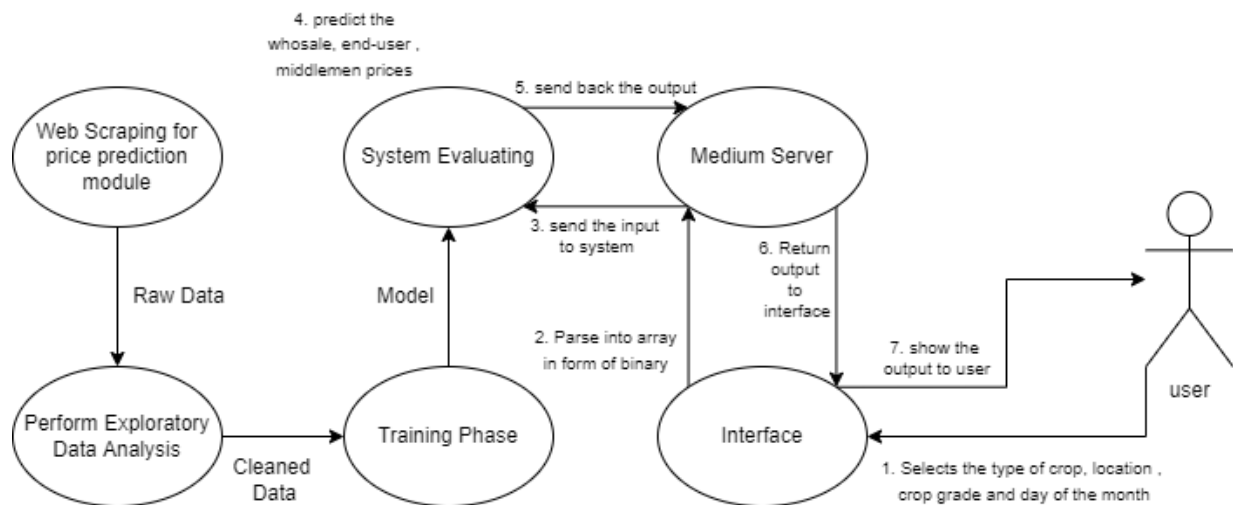 4. predict the
whosale, end-user ,
middlemen prices
5. send back the output
Web Scraping for
price prediction
module
System Evaluating
Medium Server
3. send the input
to system
6. Return
output
to
interface
Raw Data
Model
2. Parse into array
in form of binary
7. show the
output to user
user
Perform Exploratory
Data Analysis
Training Phase
Interface
Cleaned
Data
1. Selects the type of crop, location ,
crop grade and day of the month